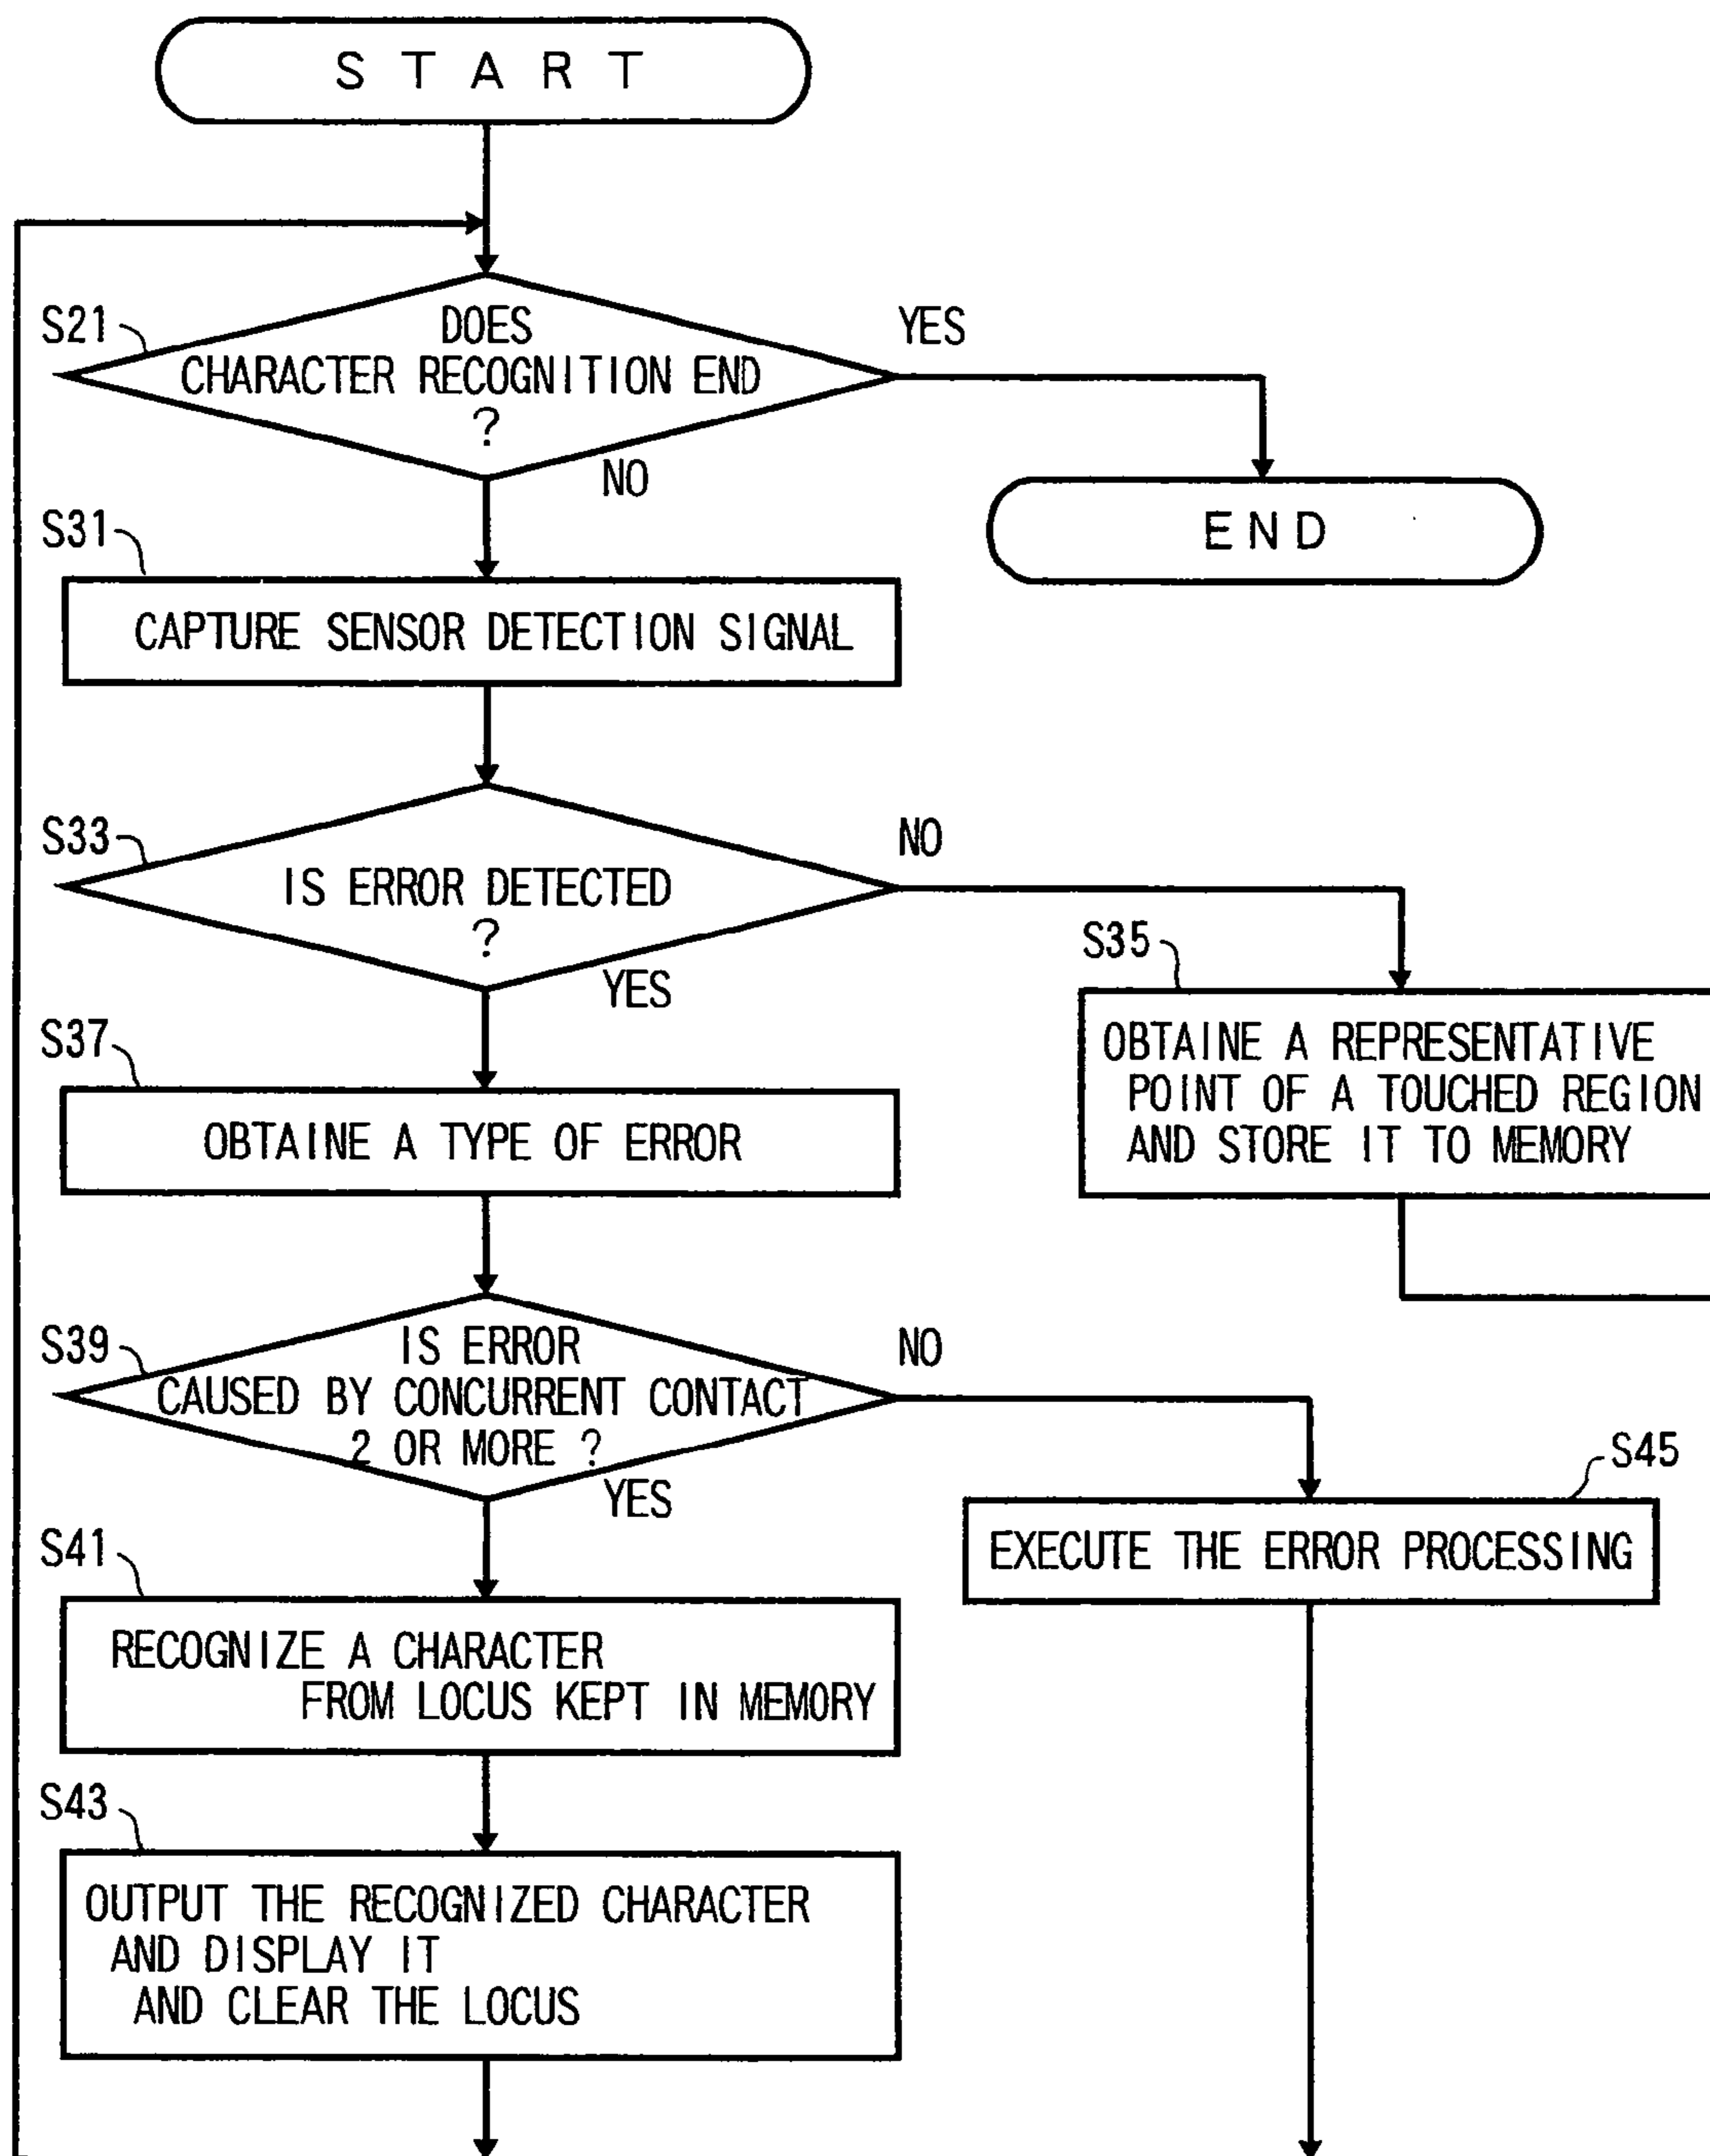 START
S21
DOES
CHARACTER RECOGNITION END
?
YES
NO
END
S31
CAPTURE SENSOR DETECTION SIGNAL
S33
IS ERROR DETECTED
?
NO
YES
S35
OBTAINE A REPRESENTATIVE
POINT OF A TOUCHED REGION
AND STORE IT TO MEMORY
S37
OBTAINE A TYPE OF ERROR
S39
IS ERROR
CAUSED BY CONCURRENT CONTACT
2 OR MORE ?
NO
YES
S45
EXECUTE THE ERROR PROCESSING
S41
RECOGNIZE A CHARACTER
FROM LOCUS KEPT IN MEMORY
S43
OUTPUT THE RECOGNIZED CHARACTER
AND DISPLAY IT
AND CLEAR THE LOCUS